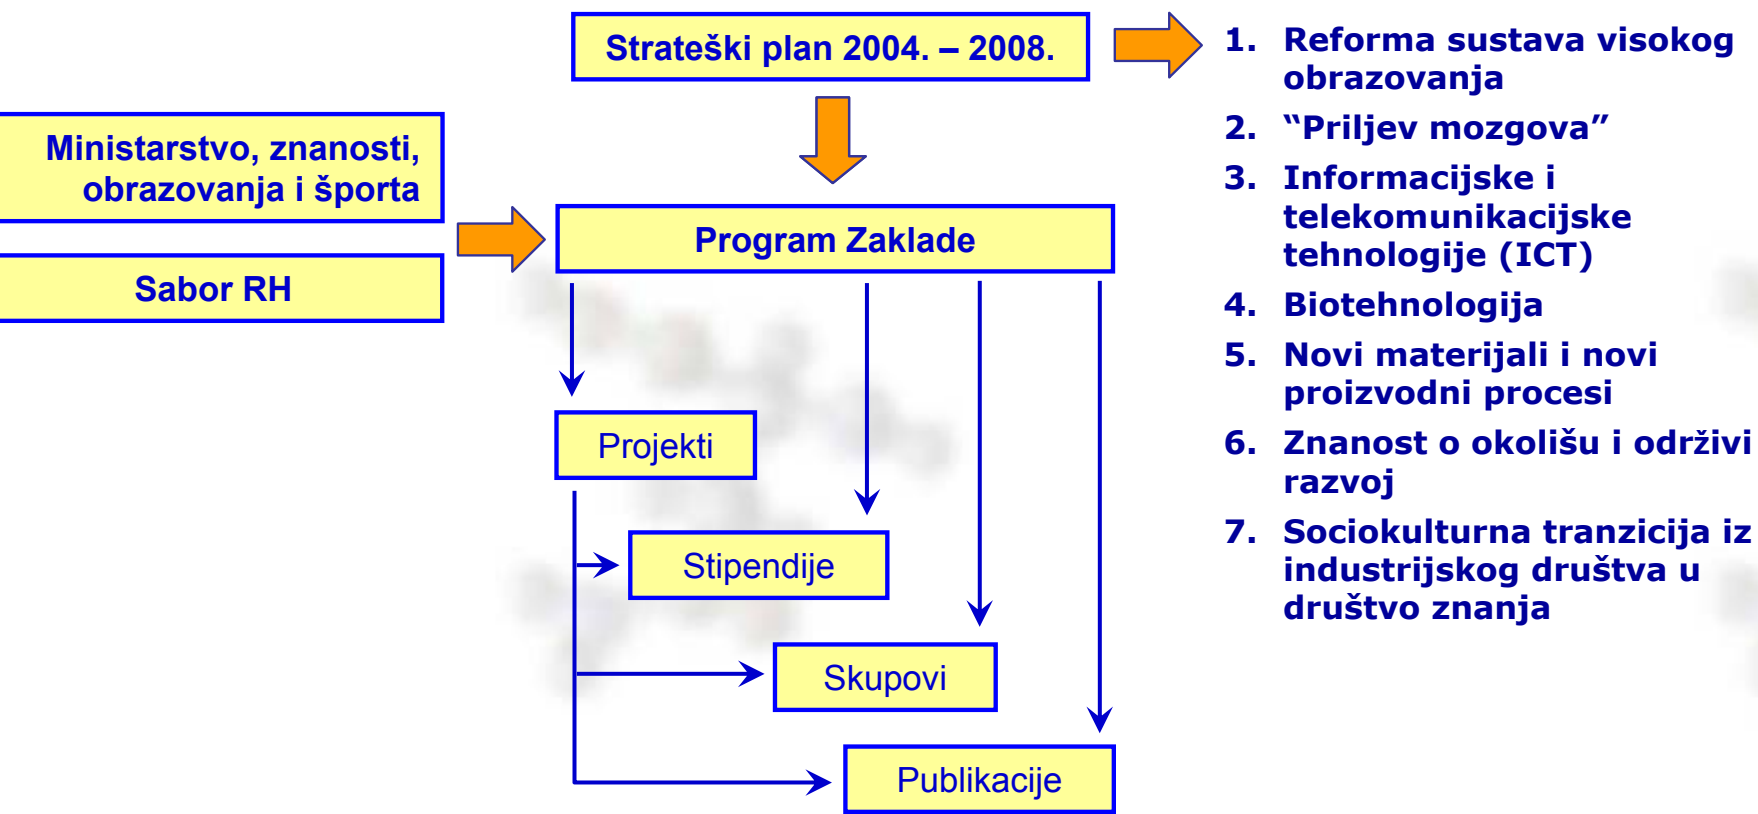 Strateški plan 2004. – 2008.
Ministarstvo, znanosti,
obrazovanja i športa
Sabor RH
Program Zaklade
Projekti
Stipendije
Skupovi
Publikacije
1. Reforma sustava visokog
obrazovanja
2. “Priljev mozgova”
3. Informacijske i
telekomunikacijske
tehnologije (ICT)
4. Biotehnologija
5. Novi materijali i novi
proizvodni procesi
6. Znanost o okolišu i održivi
razvoj
7. Sociokulturna tranzicija iz
industrijskog društva u
društvo znanja